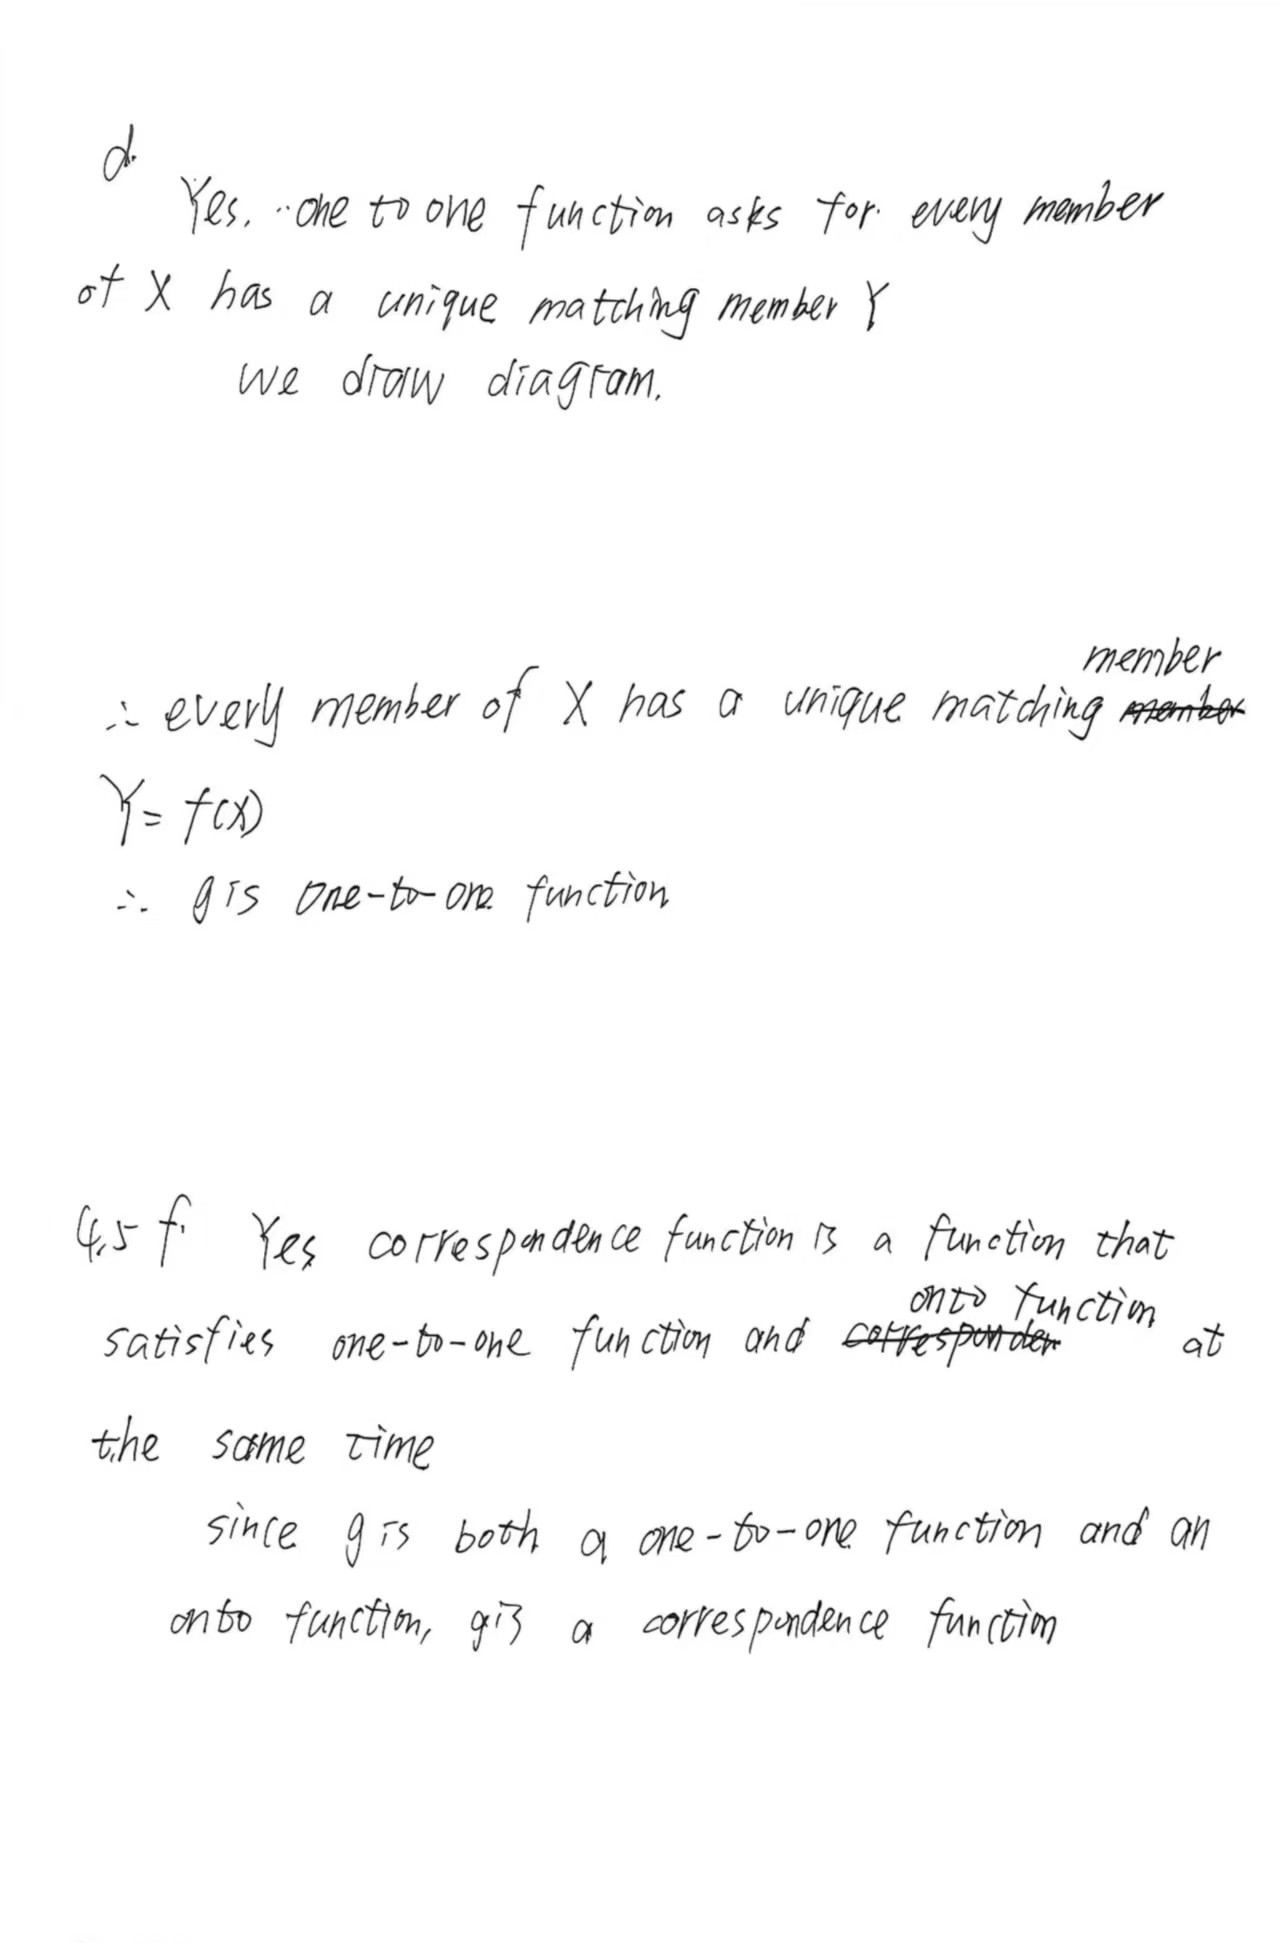 d.
Yes. ∵ one to one function asks for every member
of X has a unique matching member Y
we draw diagram.
member
∴ every member of X has a unique matching member
Y = f(X)
∴ g is one-to-one function
4.5 f. Yes correspondence function is a function that
onto function
satisfies one-to-one function and corresponden at
the same time
since g is both a one-to-one function and an
onto function, g is a correspondence function